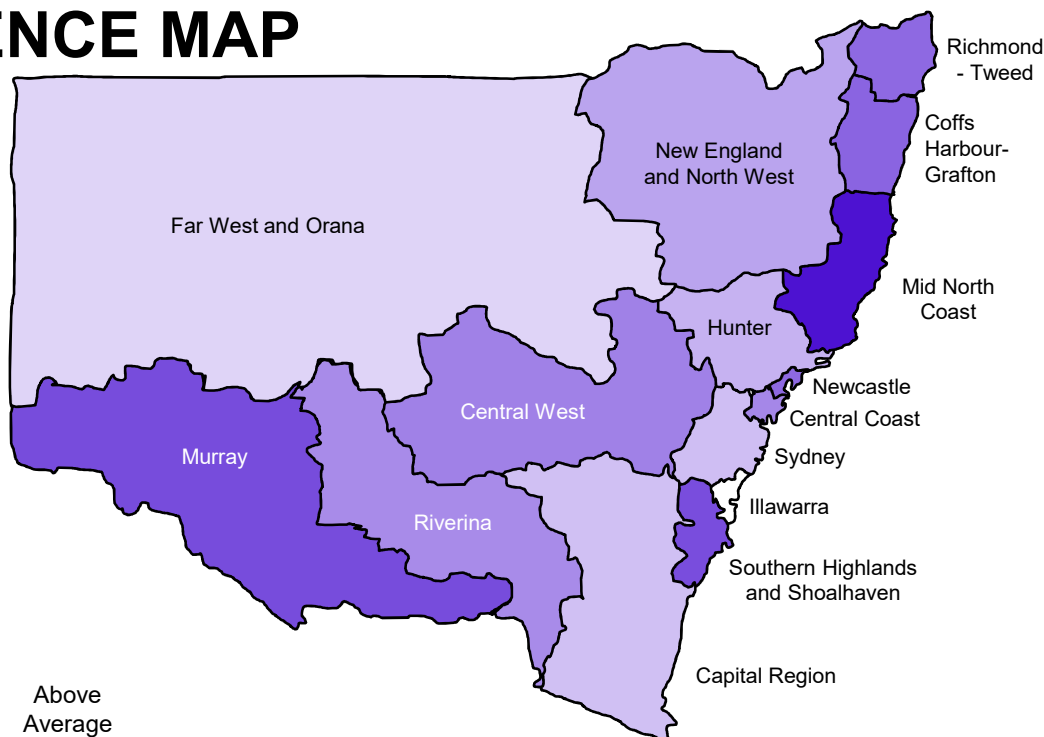 ENCE MAP
Richmond
- Tweed
Coffs
Harbour-
Grafton
New England
and North West
Far West and Orana
Mid North
Coast
Hunter
Newcastle
Central West
Central Coast
Murray
Sydney
Illawarra
Riverina
Southern Highlands
and Shoalhaven
Capital Region
Above
Average